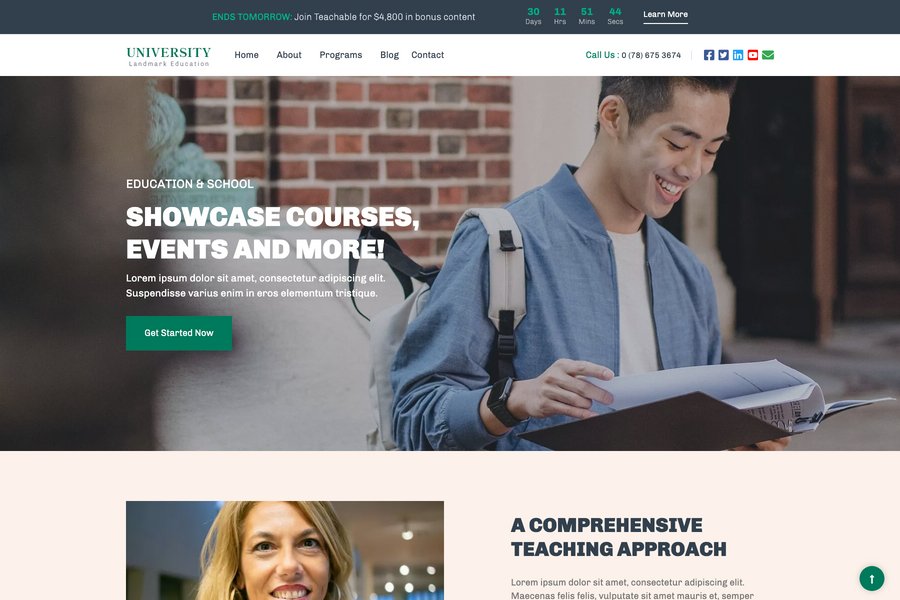 ENDS TOMORROW: Join Teachable for $4,800 in bonus content
30 11 51 44
Days Hrs Mins Secs
Learn More
UNIVERSITY
Landmark Education
Home About Programs Blog Contact
Call Us : 0 (78) 675 3674
EDUCATION & SCHOOL
SHOWCASE COURSES,
EVENTS AND MORE!
Lorem ipsum dolor sit amet, consectetur adipiscing elit.
Suspendisse varius enim in eros elementum tristique.
Get Started Now
A COMPREHENSIVE
TEACHING APPROACH
Lorem ipsum dolor sit amet, consectetur adipiscing elit.
Maecenas felis felis, vulputate sit amet mauris et, semper